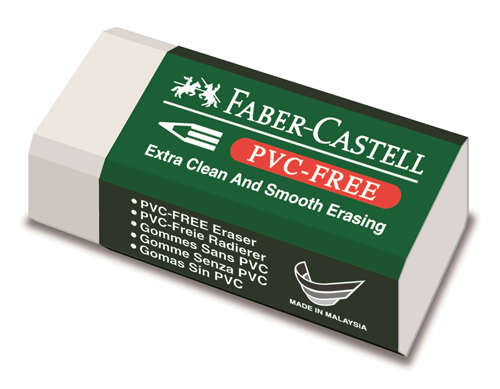 FABER-CASTELL
PVC-FREE
Extra Clean And Smooth Erasing
• PVC-FREE Eraser
• PVC-Freie Radierer
• Gommes Sans PVC
• Gomme Senza PVC
• Gomas Sin PVC
MADE IN MALAYSIA